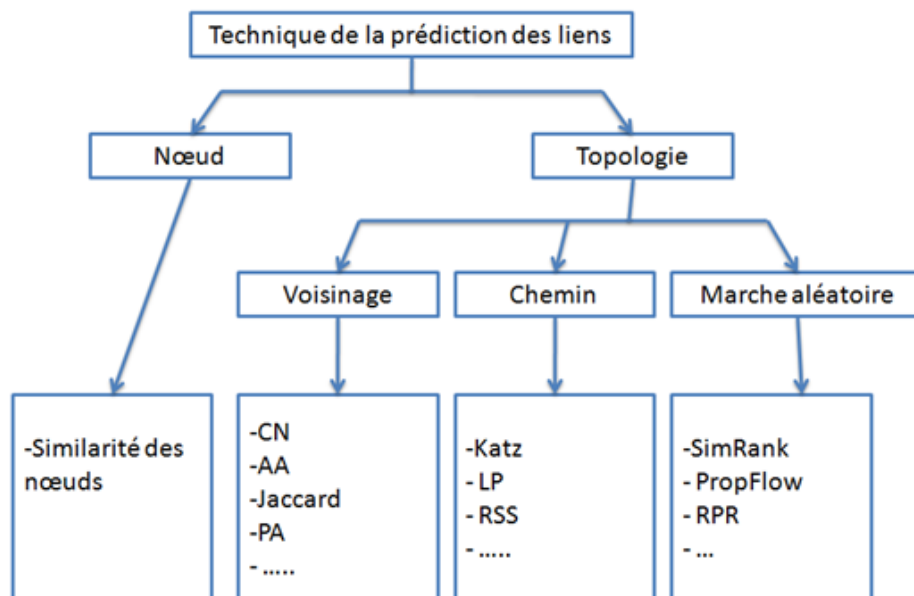 Technique de la prédiction des liens
Nœud
Topologie
Voisinage
Chemin
Marche aléatoire
-Similarité des
nœuds
-CN
-AA
-Jaccard
-PA
- .....
-Katz
- LP
- RSS
- .....
-SimRank
- PropFlow
- RPR
- ...